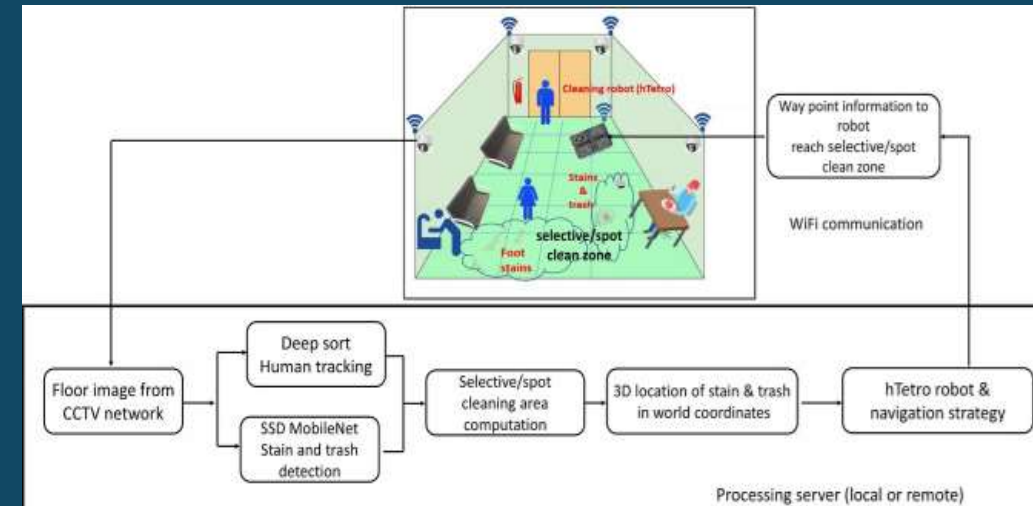 Cleaning robot (hTetro)
Stains
&
trash
selective/spot
clean zone
Foot
stains
Way point information to
robot
reach selective/spot
clean zone
WiFi communication
Floor image from
CCTV network
Deep sort
Human tracking
SSD MobileNet
Stain and trash
detection
Selective/spot
cleaning area
computation
3D location of stain & trash
in world coordinates
hTetro robot &
navigation strategy
Processing server (local or remote)